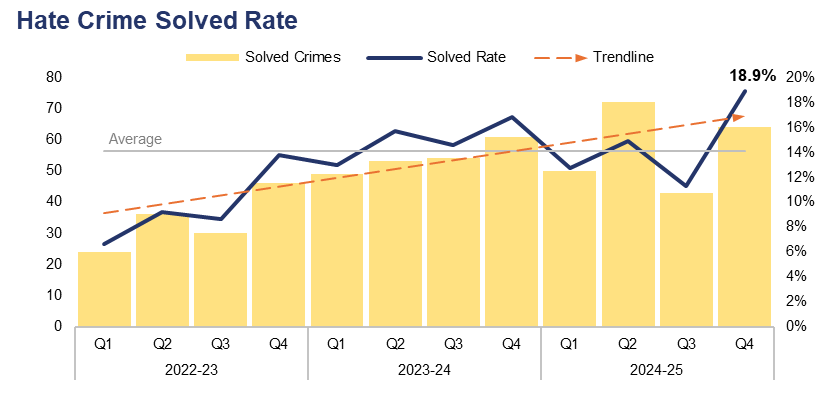 Hate Crime Solved Rate
Solved Crimes Solved Rate Trendline
18.9%
80 20%
70 18%
60 16%
Average
50 14%
40 12%
30 10%
20 8%
10 6%
0 4%
2%
0%
Q1 Q2 Q3 Q4 Q1 Q2 Q3 Q4 Q1 Q2 Q3 Q4
2022-23 2023-24 2024-25